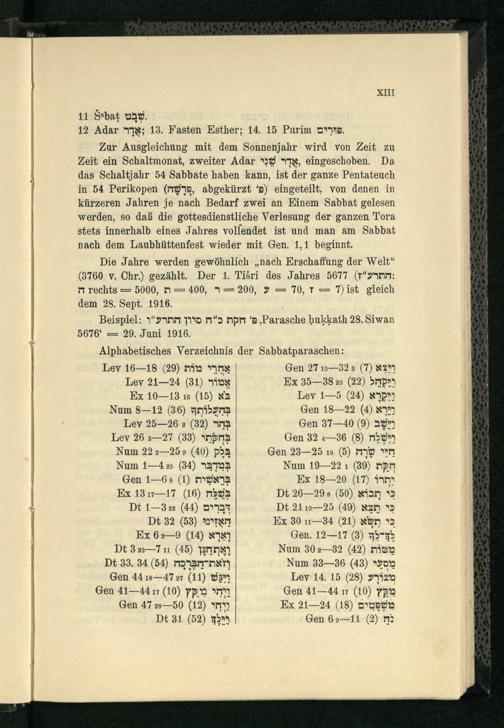 XIII
11 Šᵉbaṭ שְׁבָט.
12 Adar אֲדָר; 13. Fasten Esther; 14. 15 Purim פּוּרִים.
Zur Ausgleichung mit dem Sonnenjahr wird von Zeit zu
Zeit ein Schaltmonat, zweiter Adar אֲדָר שֵׁנִי, eingeschoben. Da
das Schaltjahr 54 Sabbate haben kann, ist der ganze Pentateuch
in 54 Perikopen (פָּרָשָׁה, abgekürzt פ׳) eingeteilt, von denen in
kürzeren Jahren je nach Bedarf zwei an Einem Sabbat gelesen
werden, so daß die gottesdienstliche Verlesung der ganzen Tora
stets innerhalb eines Jahres vollendet ist und man am Sabbat
nach dem Laubhüttenfest wieder mit Gen. 1, 1 beginnt.
Die Jahre werden gewöhnlich „nach Erschaffung der Welt“
(3760 v. Chr.) gezählt. Der 1. Tišri des Jahres 5677 (התרע״ז:
ה rechts = 5000, ת = 400, ר = 200, ע = 70, ז = 7) ist gleich
dem 28. Sept. 1916.
Beispiel: פ׳ חקת כ״ח סיון התרע״ו ‚Parasche ḥuḳḳath 28. Siwan
5676‘ = 29. Juni 1916.
Alphabetisches Verzeichnis der Sabbatparaschen:
Lev 16—18 (29) אַחֲרֵי מוֹת
Lev 21—24 (31) אֱמוֹר
Ex 10—13 16 (15) בֹּא
Num 8—12 (36) בְּהַעֲלוֹתְךָ
Lev 25—26 2 (32) בְּהַר
Lev 26 3—27 (33) בְּחֻקֹּתַי
Num 22 2—25 9 (40) בָּלָק
Num 1—4 20 (34) בְּמִדְבַּר
Gen 1—6 8 (1) בְּרֵאשִׁית
Ex 13 17—17 (16) בְּשַׁלַּח
Dt 1—3 22 (44) דְּבָרִים
Dt 32 (53) הַאֲזִינוּ
Ex 6 2—9 (14) וָאֵרָא
Dt 3 23—7 11 (45) וָאֶתְחַנַּן
Dt 33. 34 (54) וְזֹאת־הַבְּרָכָה
Gen 44 18—47 27 (11) וַיִּגַּשׁ
Gen 41—44 17 (10) וַיְהִי מִקֵּץ
Gen 47 28—50 (12) וַיְחִי
Dt 31 (52) וַיֵּלֶךְ
Gen 27 10—32 3 (7) וַיֵּצֵא
Ex 35—38 20 (22) וַיַּקְהֵל
Lev 1—5 (24) וַיִּקְרָא
Gen 18—22 (4) וַיֵּרָא
Gen 37—40 (9) וַיֵּשֶׁב
Gen 32 4—36 (8) וַיִּשְׁלַח
Gen 23—25 18 (5) חַיֵּי שָׂרָה
Num 19—22 1 (39) חֻקַּת
Ex 18—20 (17) יִתְרוֹ
Dt 26—29 8 (50) כִּי תָבוֹא
Dt 21 10—25 (49) כִּי תֵצֵא
Ex 30 11—34 (21) כִּי תִשָּׂא
Gen. 12—17 (3) לֶךְ־לְךָ
Num 30 2—32 (42) מַטּוֹת
Num 33—36 (43) מַסְעֵי
Lev 14. 15 (28) מְצוֹרָע
Gen 41—44 17 (10) מִקֵּץ
Ex 21—24 (18) מִשְׁפָּטִים
Gen 6 9—11 (2) נֹחַ